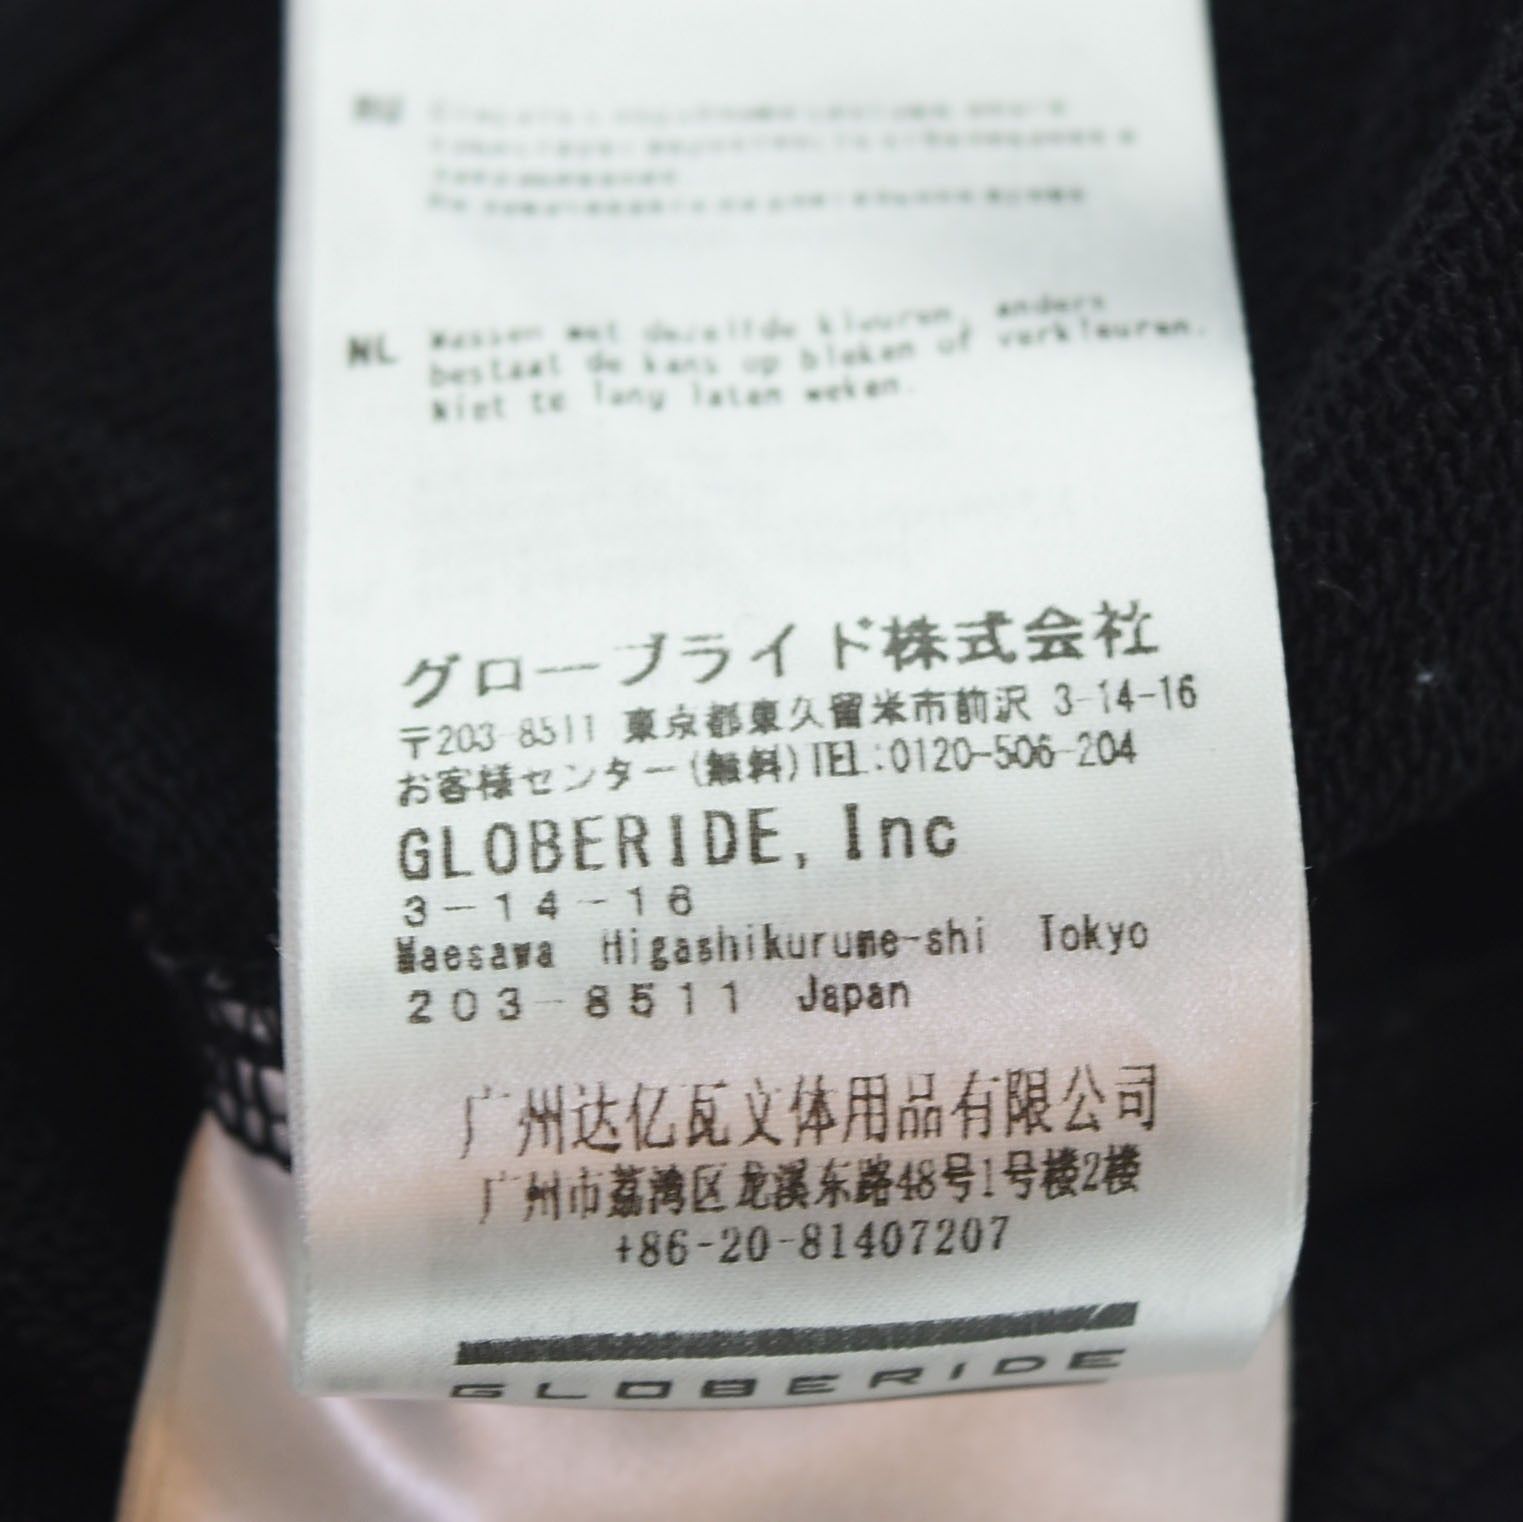 RU
NL Wassen met dezelfde kleuren, anders
bestaat de kans op bleken of verkleuren.
Niet te lang laten weken.
グローブライド株式会社
〒203-8511 東京都東久留米市前沢 3-14-16
お客様センター(無料)TEL:0120-506-204
GLOBERIDE, Inc
3-14-16
Maesawa Higashikurume-shi Tokyo
203-8511 Japan
广州达亿瓦文体用品有限公司
广州市荔湾区龙溪东路48号1号楼2楼
+86-20-81407207
GLOBERIDE